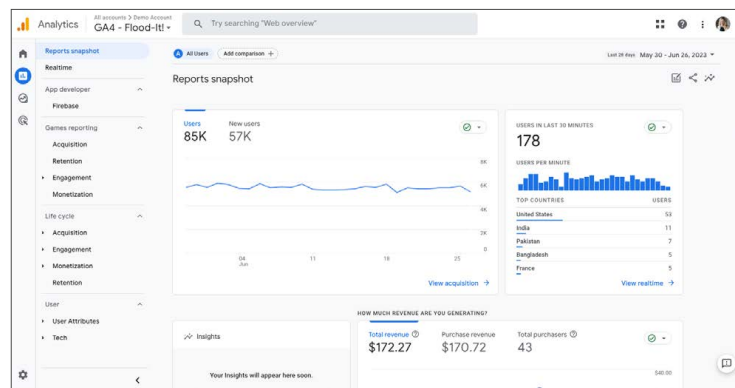 Analytics
All accounts > Demo Account
GA4 - Flood-It!
Try searching "Web overview"
Reports snapshot
Realtime
App developer
Firebase
Games reporting
Acquisition
Retention
Engagement
Monetization
Life cycle
Acquisition
Engagement
Monetization
Retention
User
User Attributes
Tech
A All Users
Add comparison +
Last 28 days May 30 - Jun 26, 2023
Reports snapshot
Users
85K
New users
57K
8K
6K
4K
2K
0
04
Jun
11
18
25
View acquisition →
USERS IN LAST 30 MINUTES
178
USERS PER MINUTE
TOP COUNTRIES USERS
United States 53
India 11
Pakistan 7
Bangladesh 5
France 5
View realtime →
Insights
Your Insights will appear here soon.
HOW MUCH REVENUE ARE YOU GENERATING?
Total revenue
$172.27
Purchase revenue
$170.72
Total purchasers
43
$40.00